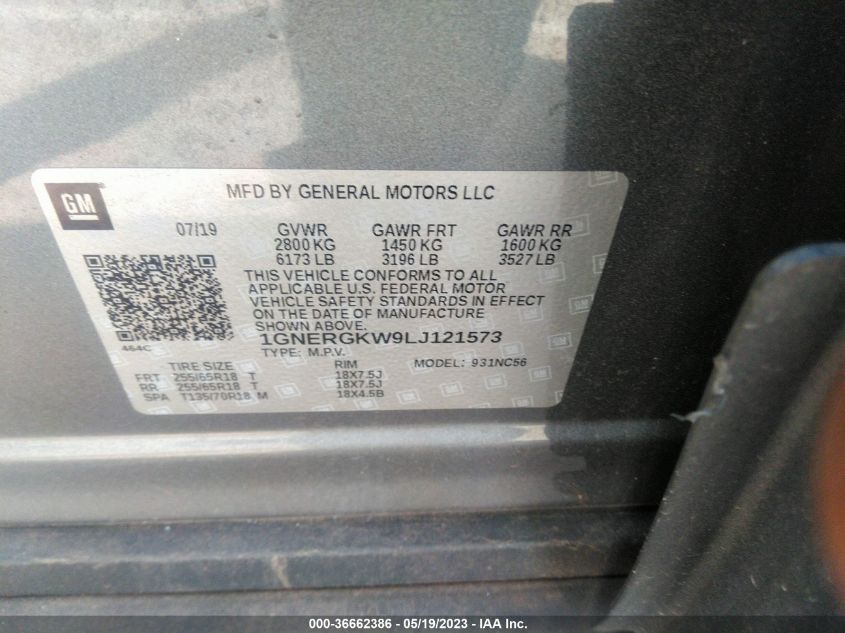 GM
MFD BY GENERAL MOTORS LLC
07/19 GVWR GAWR FRT GAWR RR
2800 KG 1450 KG 1600 KG
6173 LB 3196 LB 3527 LB
THIS VEHICLE CONFORMS TO ALL
APPLICABLE U.S. FEDERAL MOTOR
VEHICLE SAFETY STANDARDS IN EFFECT
ON THE DATE OF MANUFACTURE
SHOWN ABOVE.
464C
1GNERGKW9LJ121573
TYPE: M.P.V. MODEL: 931NC56
TIRE SIZE RIM
FRT 255/65R18 T 18X7.5J
RR 255/65R18 T 18X7.5J
SPA T135/70R18 M 18X4.5B
000-36662386 - 05/19/2023 - IAA Inc.